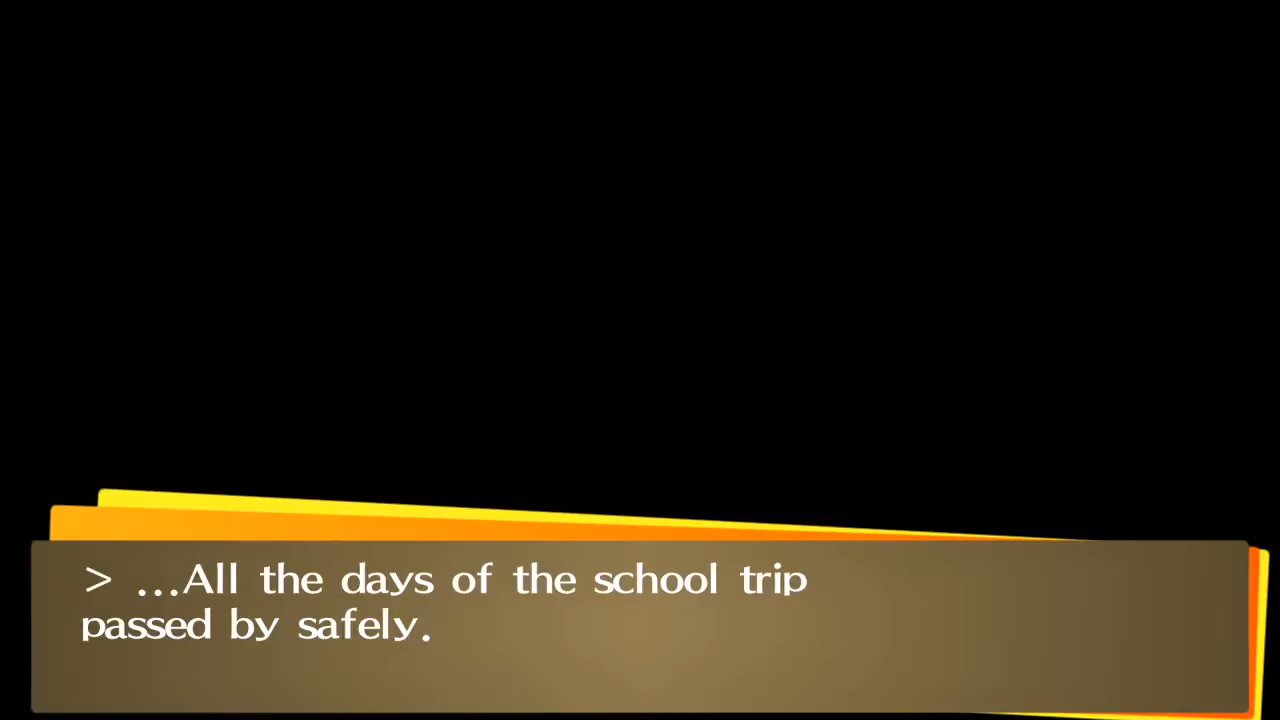 > ...All the days of the school trip
passed by safely.